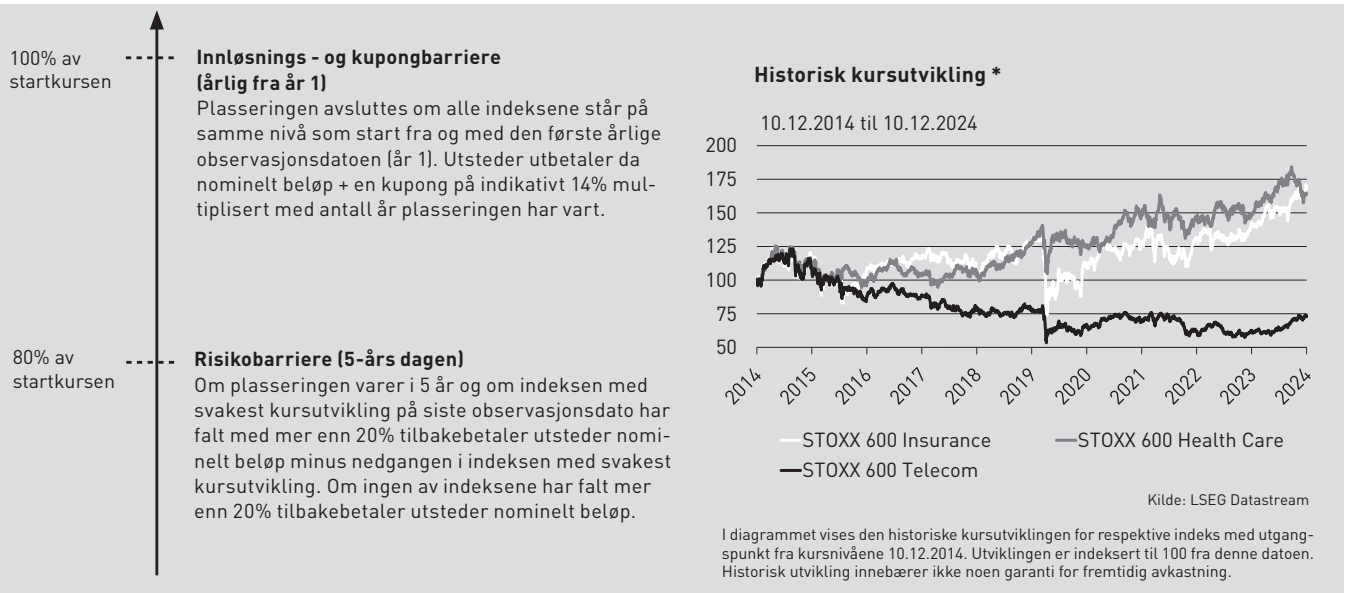 100% av
startkursen
Innløsnings - og kupongbarriere
(årlig fra år 1)
Plasseringen avsluttes om alle indeksene står på
samme nivå som start fra og med den første årlige
observasjonsdatoen (år 1). Utsteder utbetaler da
nominelt beløp + en kupong på indikativt 14% mul-
tiplisert med antall år plasseringen har vart.
80% av
startkursen
Risikobarriere (5-års dagen)
Om plasseringen varer i 5 år og om indeksen med
svakest kursutvikling på siste observasjonsdato har
falt med mer enn 20% tilbakebetaler utsteder nomi-
nelt beløp minus nedgangen i indeksen med svakest
kursutvikling. Om ingen av indeksene har falt mer
enn 20% tilbakebetaler utsteder nominelt beløp.
Historisk kursutvikling *
10.12.2014 til 10.12.2024
200
175
150
125
100
75
50
2014 2015 2016 2017 2018 2019 2020 2021 2022 2023 2024
STOXX 600 Insurance STOXX 600 Health Care
STOXX 600 Telecom
Kilde: LSEG Datastream
I diagrammet vises den historiske kursutviklingen for respektive indeks med utgang-
spunkt fra kursnivåene 10.12.2014. Utviklingen er indeksert til 100 fra denne datoen.
Historisk utvikling innebærer ikke noen garanti for fremtidig avkastning.